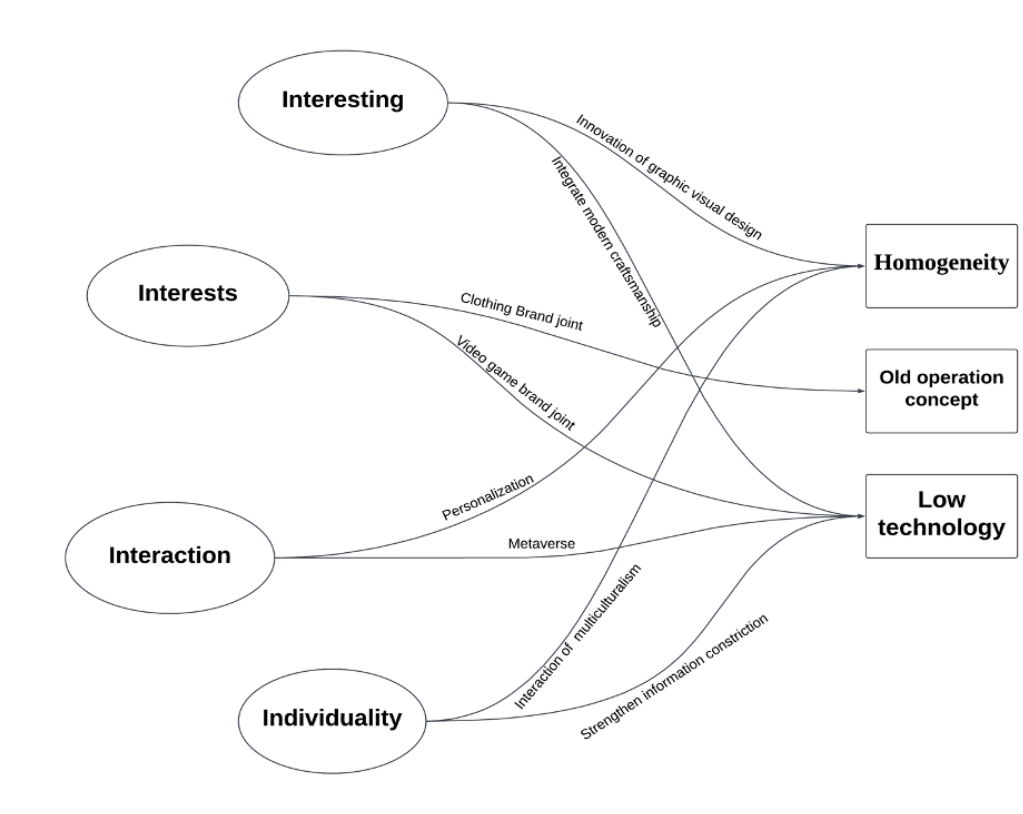 Interesting
Innovation of graphic visual design
Integrate modern craftsmanship
Homogeneity
Interests
Clothing Brand joint
Video game brand joint
Old operation
concept
Personalization
Low
technology
Interaction
Metaverse
Interaction of multiculturalism
Individuality
Strengthen information constriction